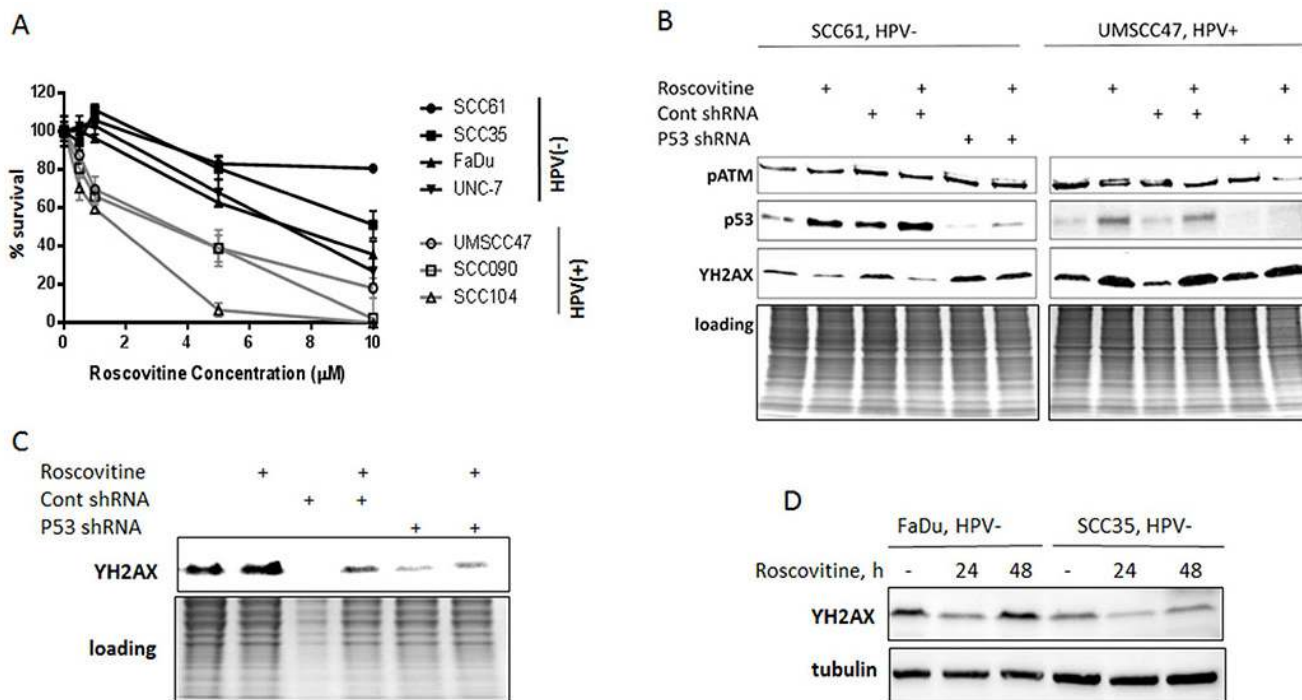 A
120
100
80
60
40
20
0
% survival
0 2 4 6 8 10
Roscovitine Concentration (µM)
SCC61
SCC35
FaDu
UNC-7
HPV(-)
UMSCC47
SCC090
SCC104
HPV(+)
B
SCC61, HPV- UMSCC47, HPV+
Roscovitine + + + + + +
Cont shRNA + + + +
P53 shRNA + + + +
pATM
p53
YH2AX
loading
C
Roscovitine + + +
Cont shRNA + +
P53 shRNA + +
YH2AX
loading
D
FaDu, HPV- SCC35, HPV-
Roscovitine, h - 24 48 - 24 48
YH2AX
tubulin